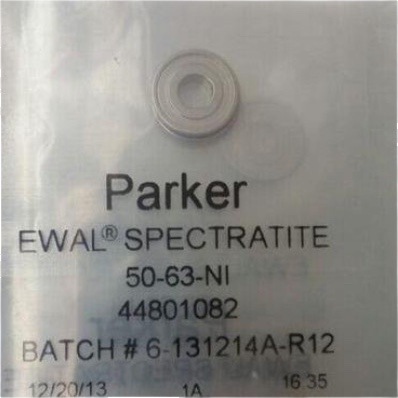 Parker
EWAL® SPECTRATITE
50-63-NI
44801082
BATCH # 6-131214A-R12
12/20/13 1A 16.35